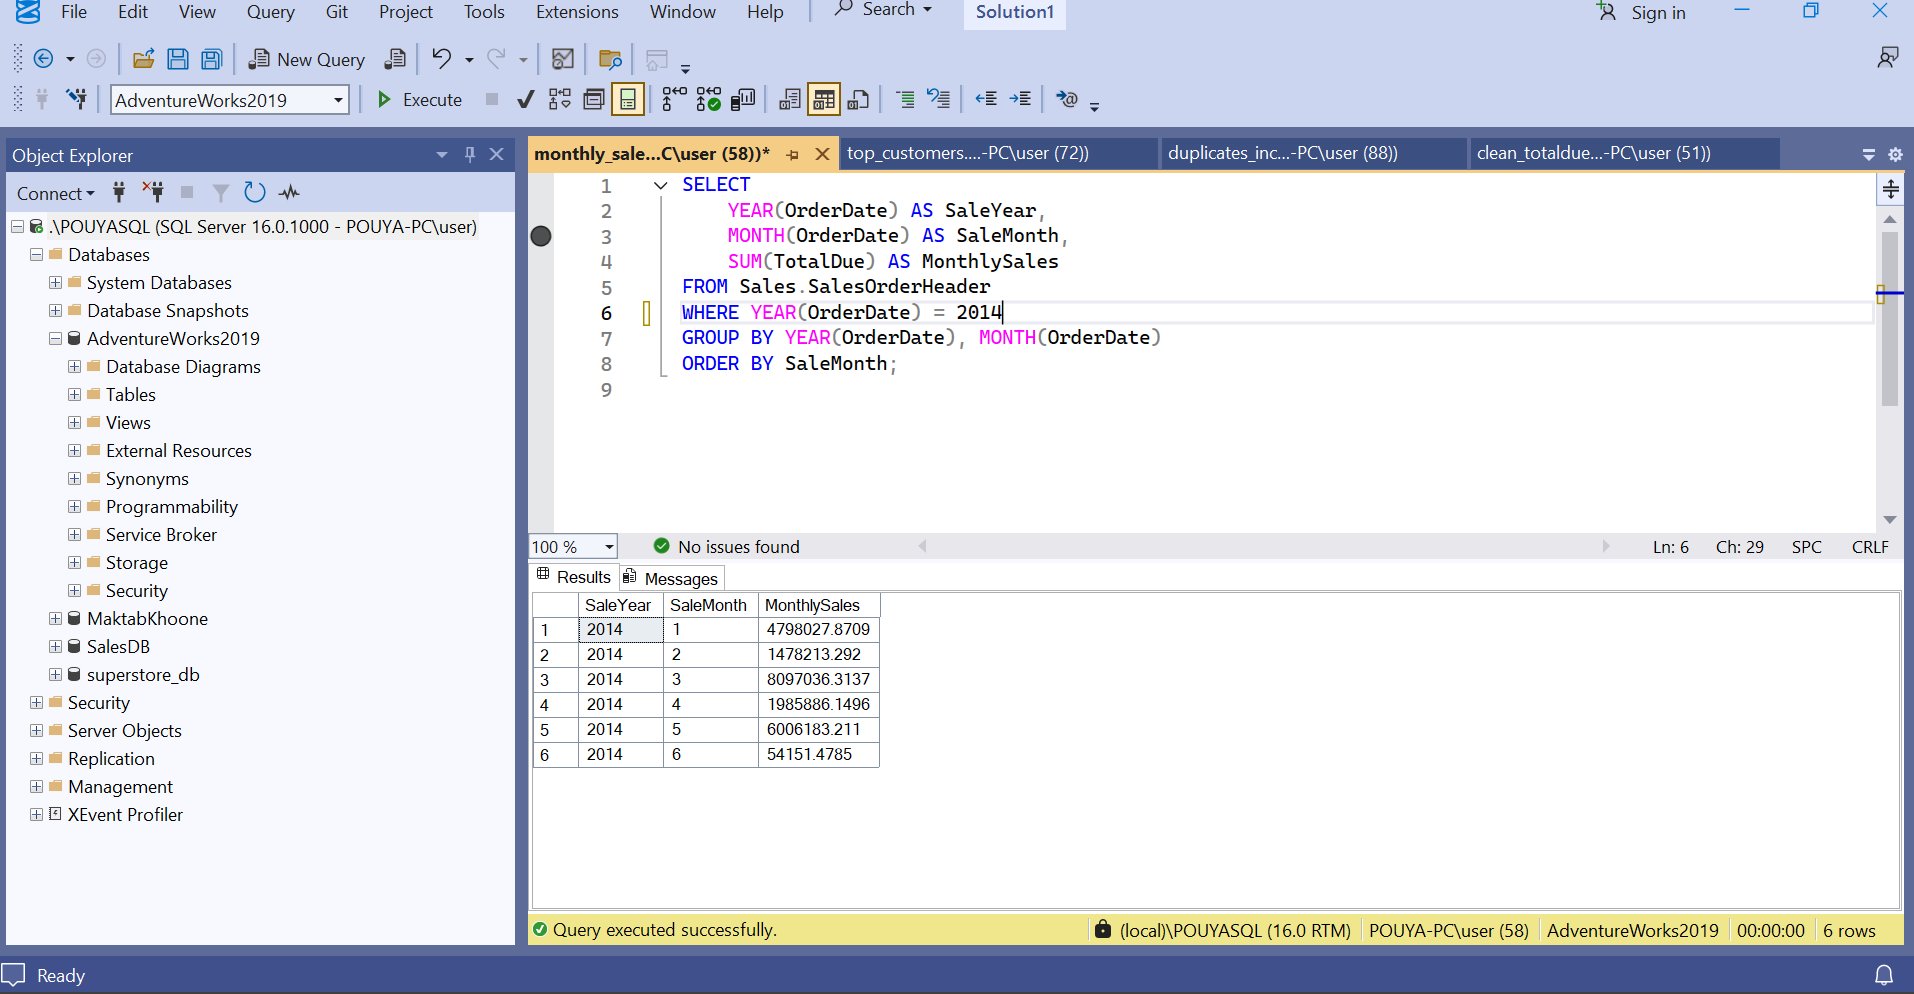 File Edit View Query Git Project Tools Extensions Window Help Search Solution1 Sign in
New Query
AdventureWorks2019 Execute
Object Explorer
Connect
.\POUYASQL (SQL Server 16.0.1000 - POUYA-PC\user)
Databases
System Databases
Database Snapshots
AdventureWorks2019
Database Diagrams
Tables
Views
External Resources
Synonyms
Programmability
Service Broker
Storage
Security
MaktabKhoone
SalesDB
superstore_db
Security
Server Objects
Replication
Management
XEvent Profiler
monthly_sale...C\user (58))* top_customers....-PC\user (72)) duplicates_inc...-PC\user (88)) clean_totaldue...-PC\user (51))
1 SELECT
2 YEAR(OrderDate) AS SaleYear,
3 MONTH(OrderDate) AS SaleMonth,
4 SUM(TotalDue) AS MonthlySales
5 FROM Sales.SalesOrderHeader
6 WHERE YEAR(OrderDate) = 2014
7 GROUP BY YEAR(OrderDate), MONTH(OrderDate)
8 ORDER BY SaleMonth;
9
100 % No issues found Ln: 6 Ch: 29 SPC CRLF
Results Messages
SaleYear SaleMonth MonthlySales
1 2014 1 4798027.8709
2 2014 2 1478213.292
3 2014 3 8097036.3137
4 2014 4 1985886.1496
5 2014 5 6006183.211
6 2014 6 54151.4785
Query executed successfully. (local)\POUYASQL (16.0 RTM) POUYA-PC\user (58) AdventureWorks2019 00:00:00 6 rows
Ready